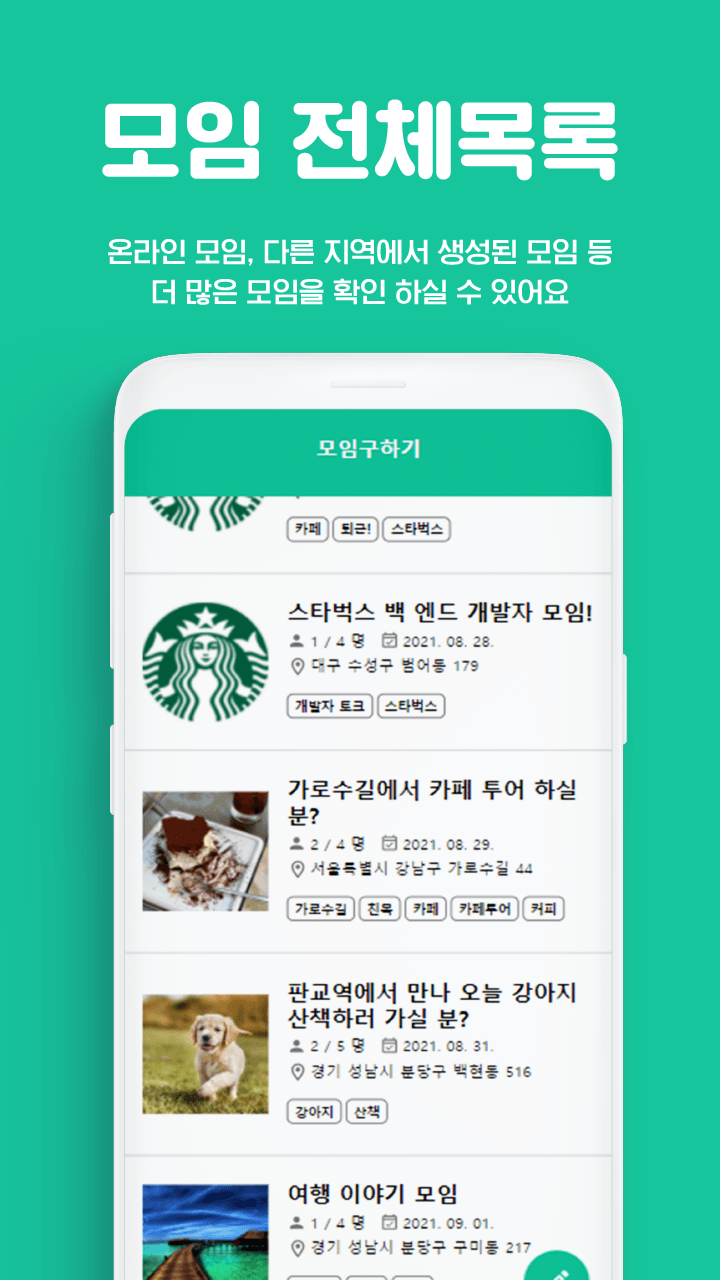 모임 전체목록
온라인 모임, 다른 지역에서 생성된 모임 등
더 많은 모임을 확인 하실 수 있어요
모임구하기
카페 퇴근! 스타벅스
스타벅스 백 엔드 개발자 모임!
1 / 4 명 2021. 08. 28.
대구 수성구 범어동 179
개발자 토크 스타벅스
가로수길에서 카페 투어 하실
분?
2 / 4 명 2021. 08. 29.
서울특별시 강남구 가로수길 44
가로수길 친목 카페 카페투어 커피
판교역에서 만나 오늘 강아지
산책하러 가실 분?
2 / 5 명 2021. 08. 31.
경기 성남시 분당구 백현동 516
강아지 산책
여행 이야기 모임
1 / 4 명 2021. 09. 01.
경기 성남시 분당구 구미동 217